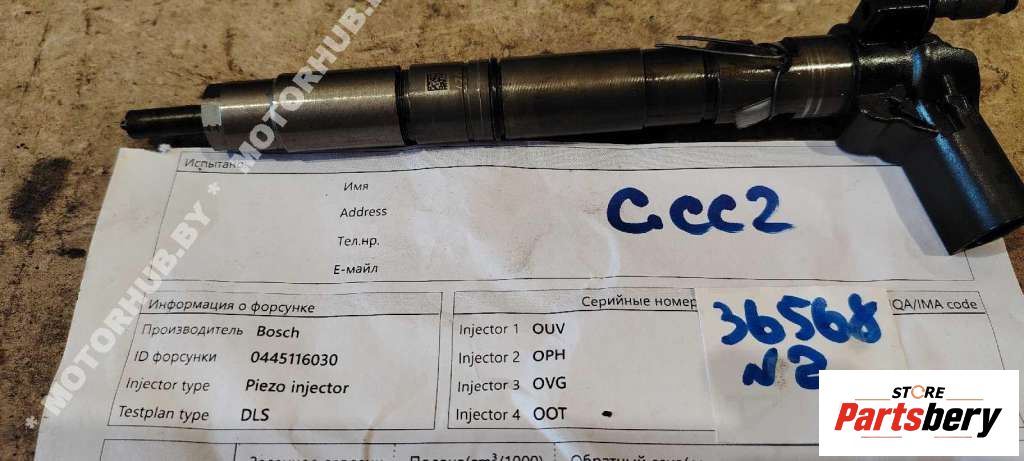 * MOTORHUB.BY * MOTORHUB.BY
Испытано
Имя
Address
Тел.нр.
Е-майл
GCC2
Информация о форсунке
Производитель Bosch
ID форсунки 0445116030
Injector type Piezo injector
Testplan type DLS
Серийные номер
QA/IMA code
Injector 1 OUV
Injector 2 OPH
Injector 3 OVG
Injector 4 OOT -
36568
N2
STORE
Partsbery